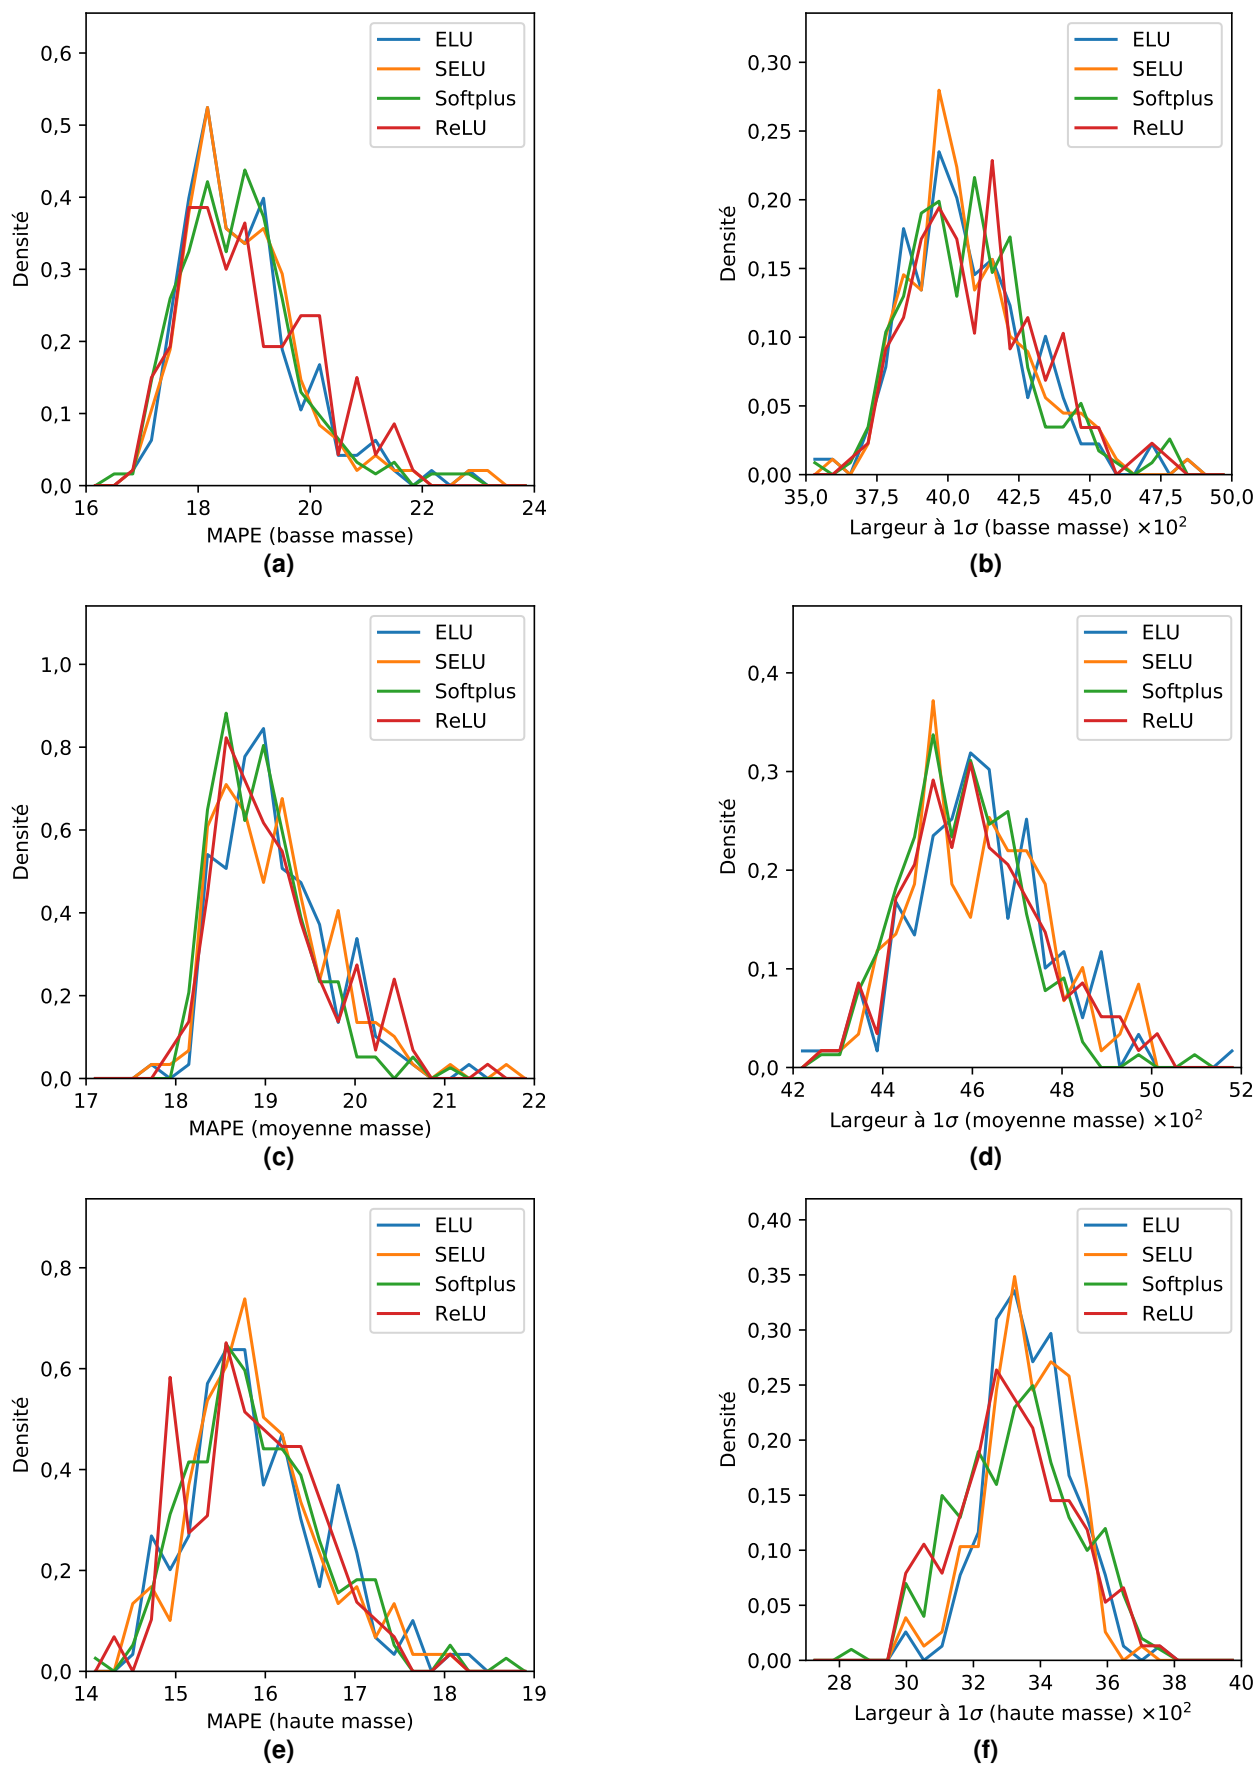 0,6
0,5
0,4
0,3
0,2
0,1
0,0
Densité
ELU
SELU
Softplus
ReLU
16 18 20 22 24
MAPE (basse masse)
(a)
0,30
0,25
0,20
0,15
0,10
0,05
0,00
Densité
ELU
SELU
Softplus
ReLU
35,0 37,5 40,0 42,5 45,0 47,5 50,0
Largeur à 1σ (basse masse) ×10²
(b)
1,0
0,8
0,6
0,4
0,2
0,0
Densité
ELU
SELU
Softplus
ReLU
17 18 19 20 21 22
MAPE (moyenne masse)
(c)
0,4
0,3
0,2
0,1
0,0
Densité
ELU
SELU
Softplus
ReLU
42 44 46 48 50 52
Largeur à 1σ (moyenne masse) ×10²
(d)
0,8
0,6
0,4
0,2
0,0
Densité
ELU
SELU
Softplus
ReLU
14 15 16 17 18 19
MAPE (haute masse)
(e)
0,40
0,35
0,30
0,25
0,20
0,15
0,10
0,05
0,00
Densité
ELU
SELU
Softplus
ReLU
28 30 32 34 36 38 40
Largeur à 1σ (haute masse) ×10²
(f)